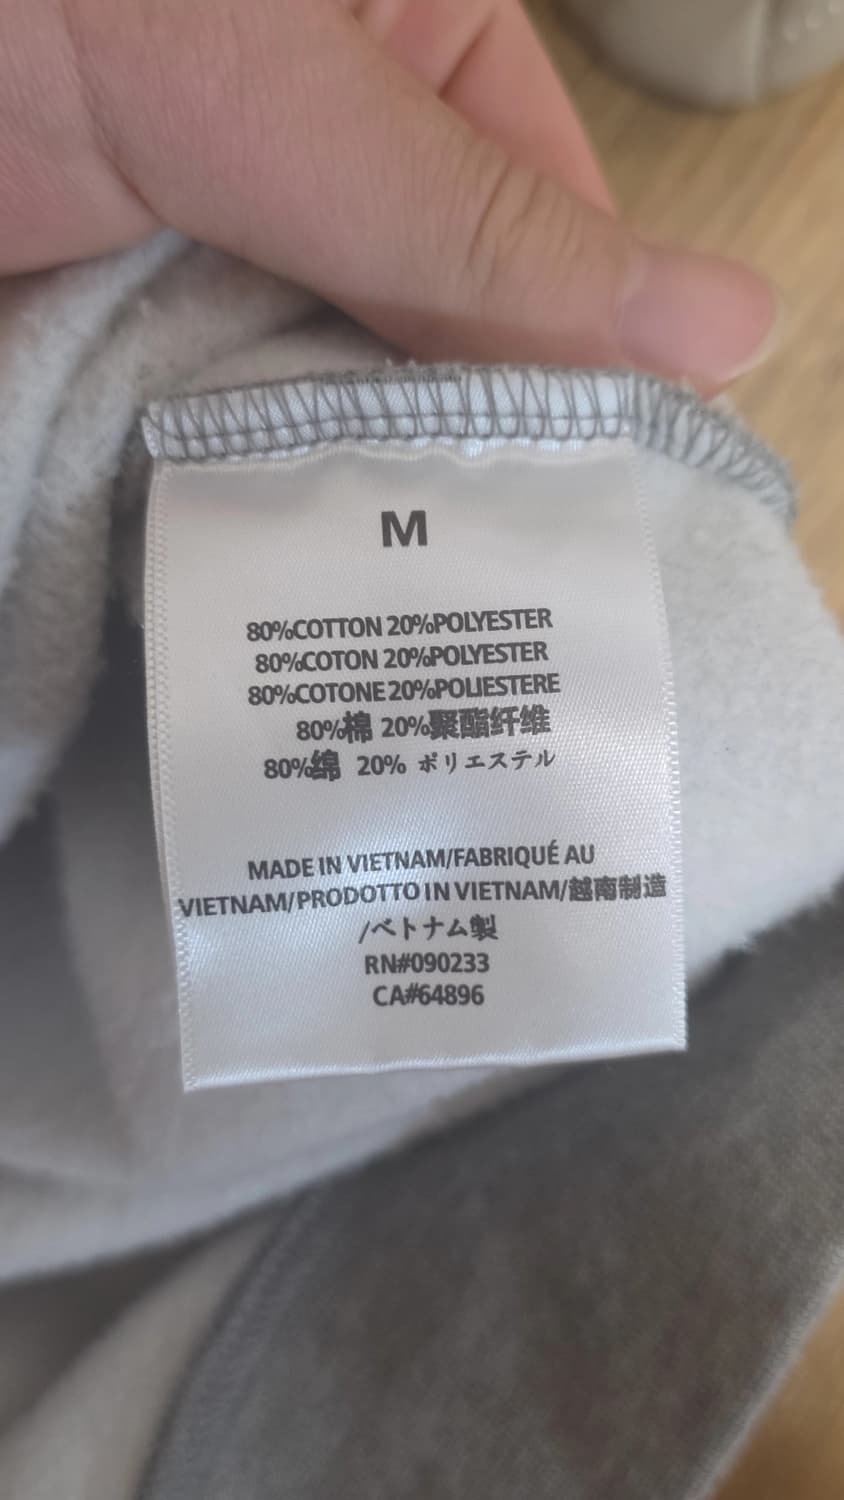 M
80%COTTON 20%POLYESTER
80%COTON 20%POLYESTER
80%COTONE 20%POLIESTERE
80%棉 20%聚酯纤维
80%绵 20% ポリエステル
MADE IN VIETNAM/FABRIQUÉ AU
VIETNAM/PRODOTTO IN VIETNAM/越南制造
/ベトナム製
RN#090233
CA#64896